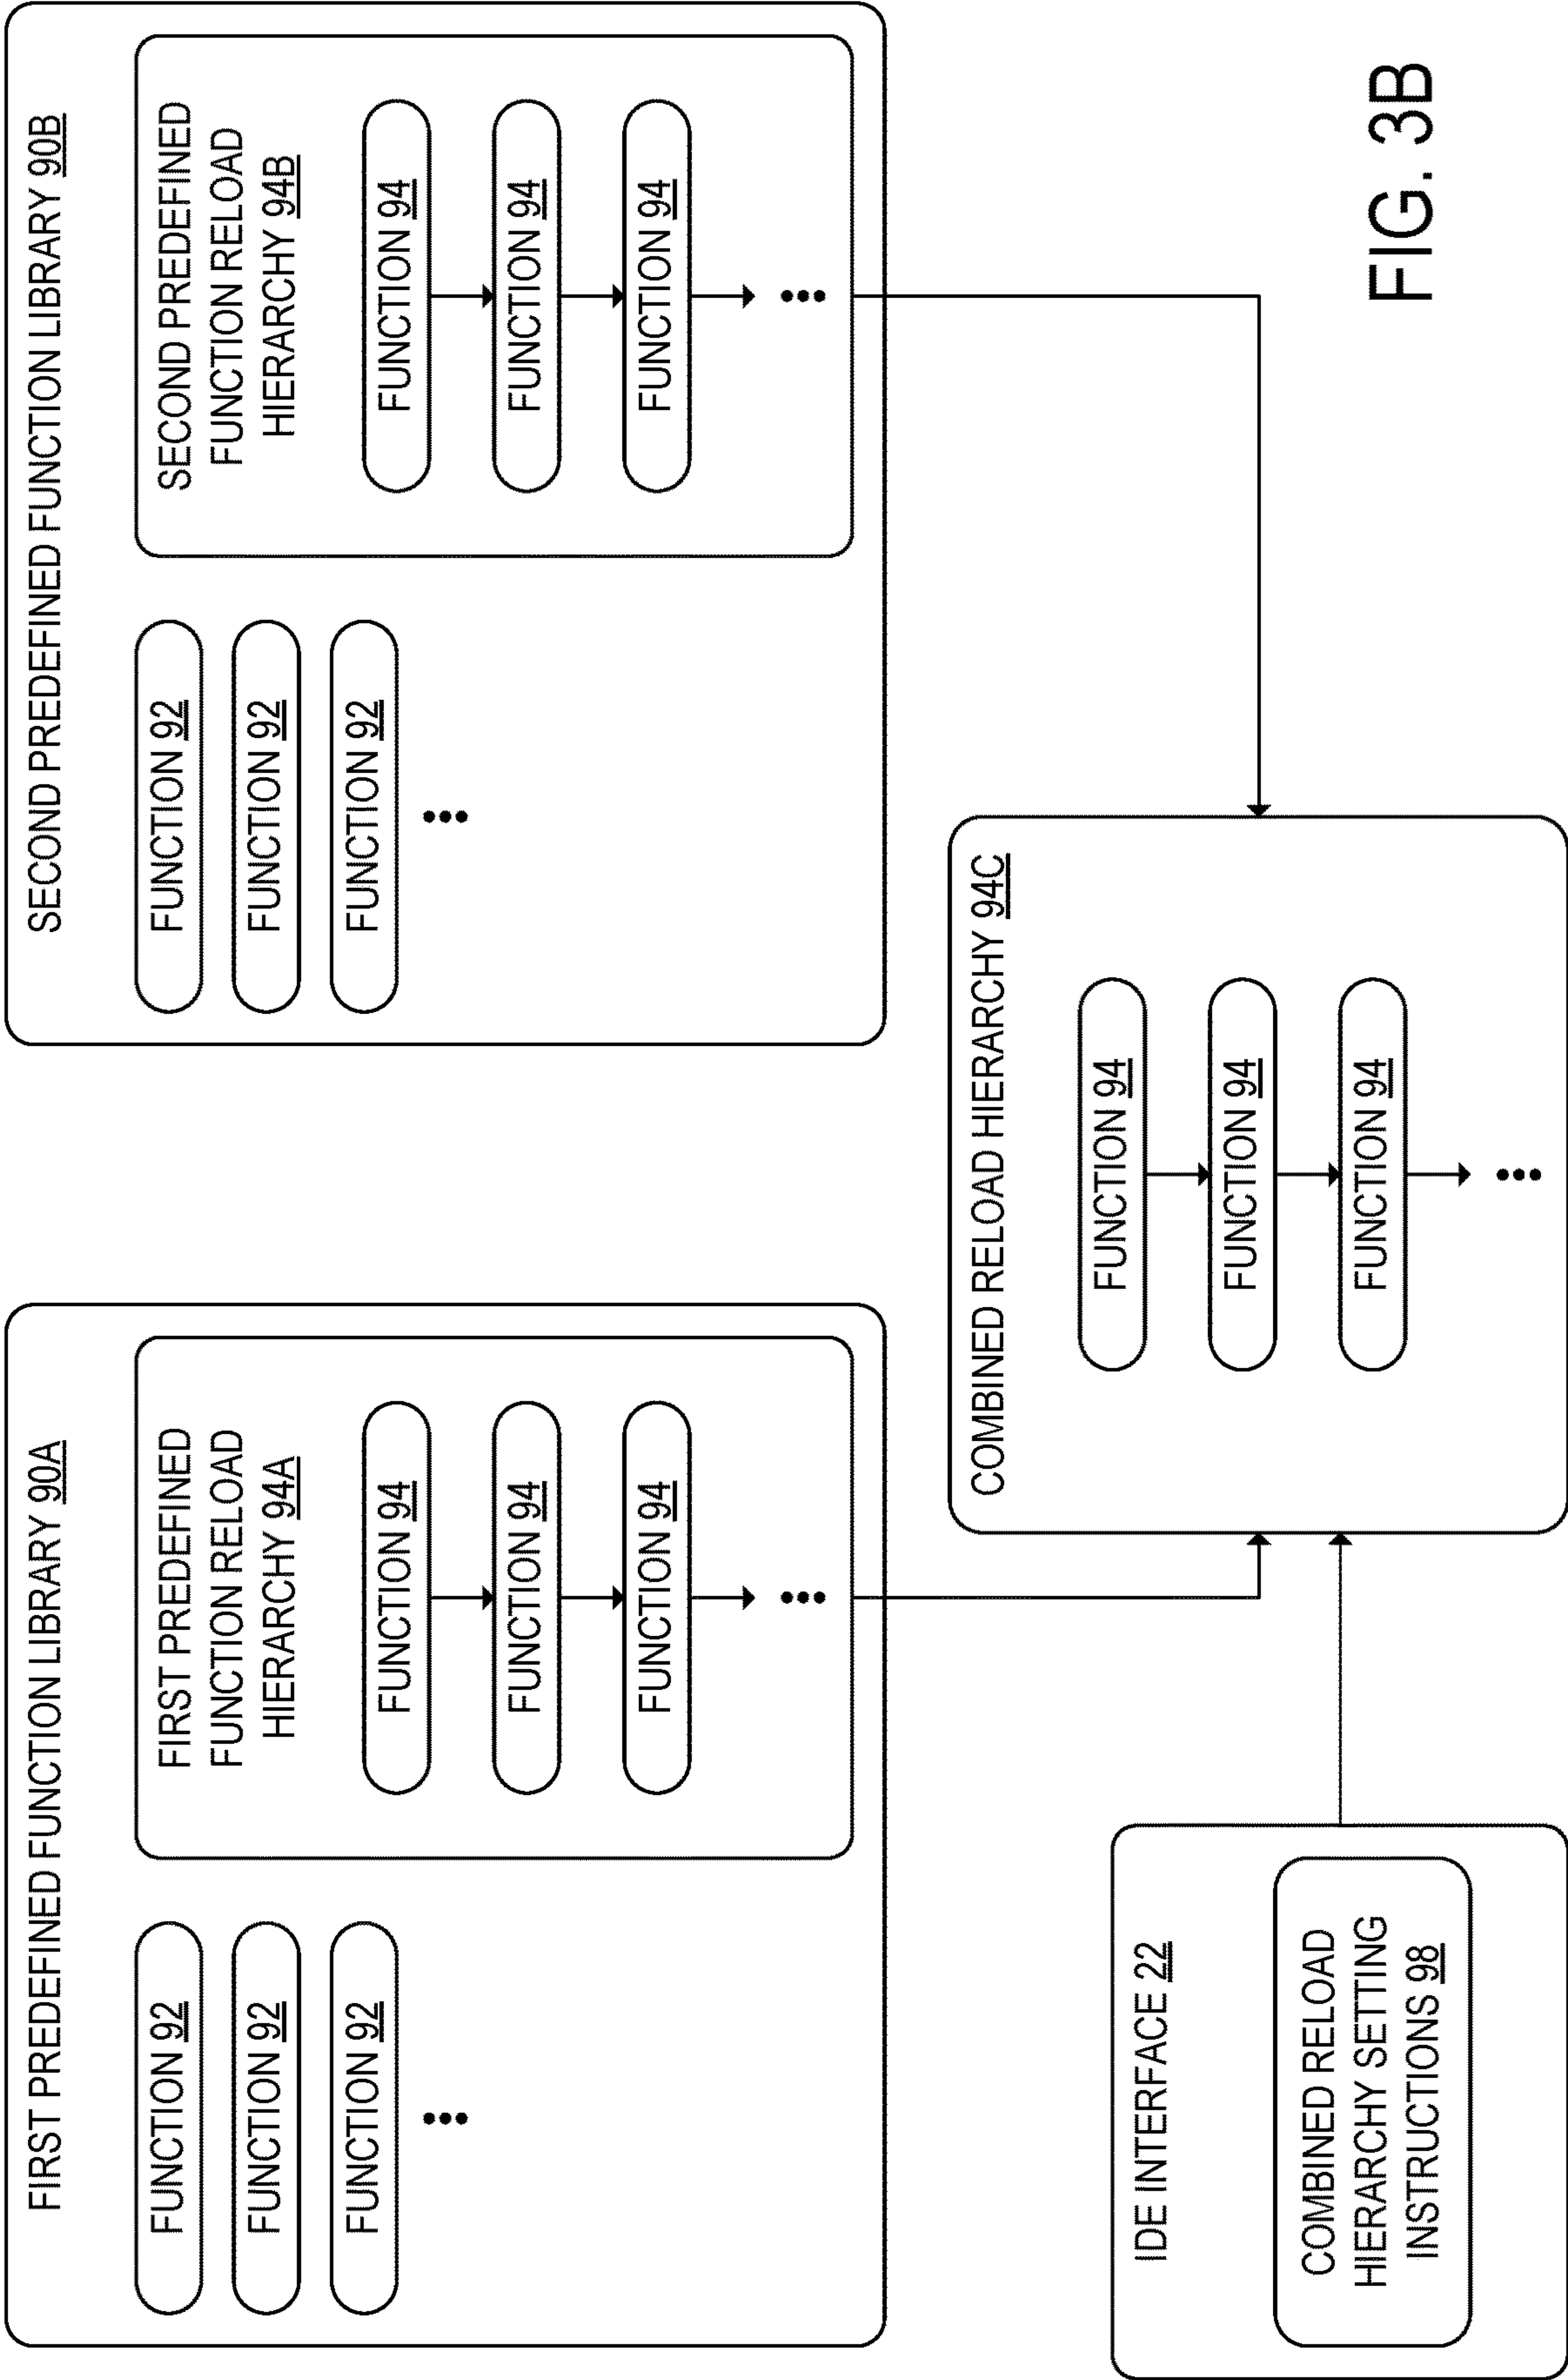 FIRST PREDEFINED FUNCTION LIBRARY 90A
FUNCTION 92
FUNCTION 92
FUNCTION 92
FIRST PREDEFINED
FUNCTION RELOAD
HIERARCHY 94A
FUNCTION 94
FUNCTION 94
FUNCTION 94
SECOND PREDEFINED FUNCTION LIBRARY 90B
FUNCTION 92
FUNCTION 92
FUNCTION 92
SECOND PREDEFINED
FUNCTION RELOAD
HIERARCHY 94B
FUNCTION 94
FUNCTION 94
FUNCTION 94
IDE INTERFACE 22
COMBINED RELOAD
HIERARCHY SETTING
INSTRUCTIONS 98
COMBINED RELOAD HIERARCHY 94C
FUNCTION 94
FUNCTION 94
FUNCTION 94
FIG. 3B